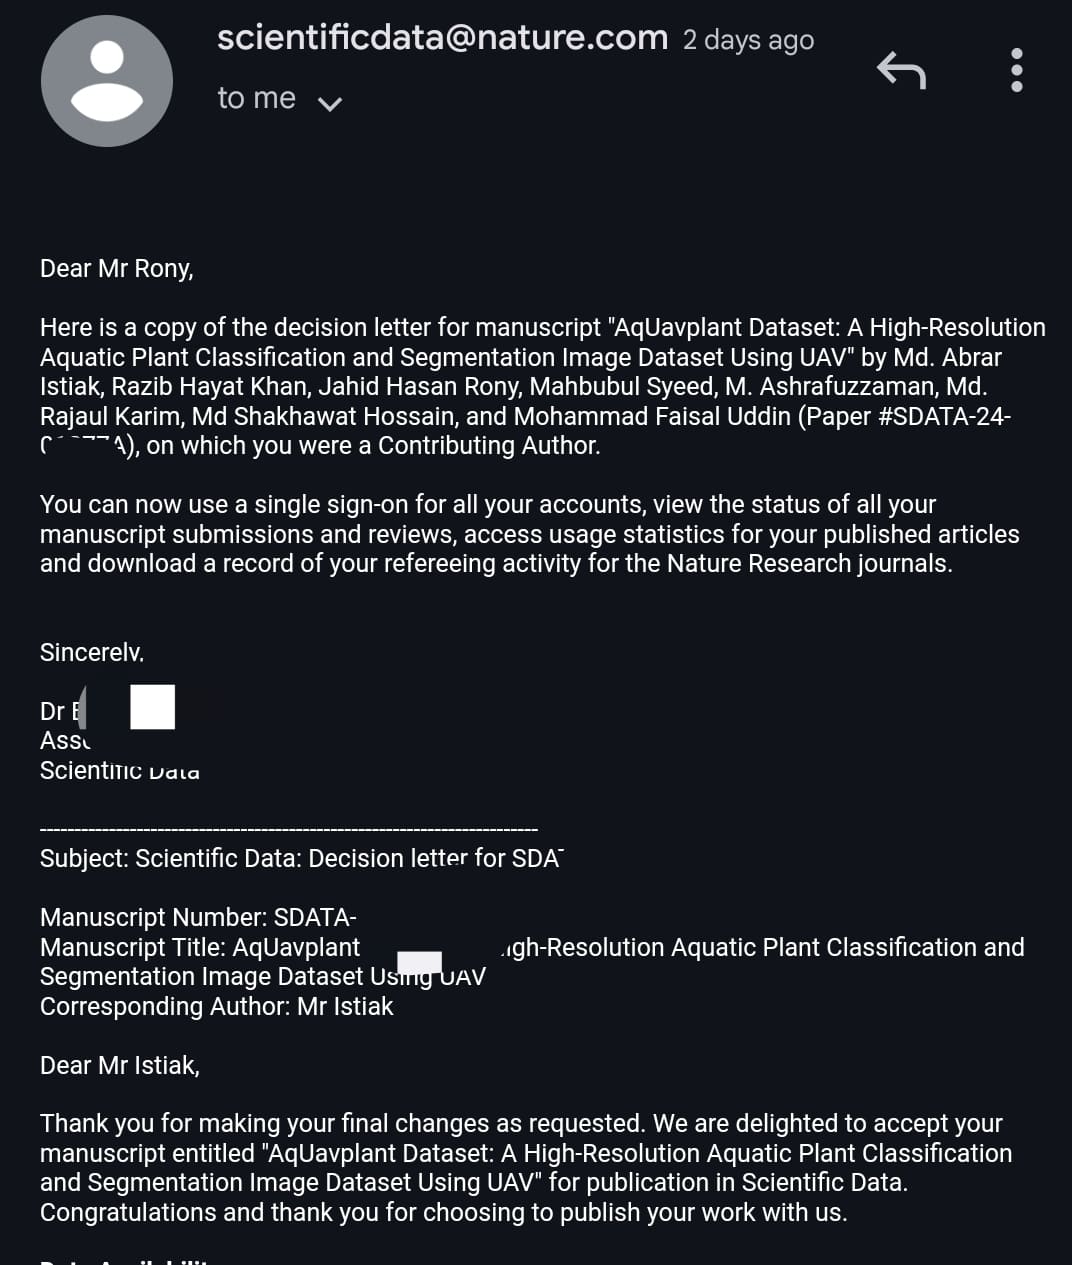 scientificdata@nature.com 2 days ago
to me
Dear Mr Rony,
Here is a copy of the decision letter for manuscript "AqUavplant Dataset: A High-Resolution
Aquatic Plant Classification and Segmentation Image Dataset Using UAV" by Md. Abrar
Istiak, Razib Hayat Khan, Jahid Hasan Rony, Mahbubul Syeed, M. Ashrafuzzaman, Md.
Rajaul Karim, Md Shakhawat Hossain, and Mohammad Faisal Uddin (Paper #SDATA-24-
A), on which you were a Contributing Author.
You can now use a single sign-on for all your accounts, view the status of all your
manuscript submissions and reviews, access usage statistics for your published articles
and download a record of your refereeing activity for the Nature Research journals.
Sincerely,
Dr
Scientific Data
Subject: Scientific Data: Decision letter for SDA
Manuscript Number: SDATA-
Manuscript Title: AqUavplant gh-Resolution Aquatic Plant Classification and
Segmentation Image Dataset Using UAV
Corresponding Author: Mr Istiak
Dear Mr Istiak,
Thank you for making your final changes as requested. We are delighted to accept your
manuscript entitled "AqUavplant Dataset: A High-Resolution Aquatic Plant Classification
and Segmentation Image Dataset Using UAV" for publication in Scientific Data.
Congratulations and thank you for choosing to publish your work with us.